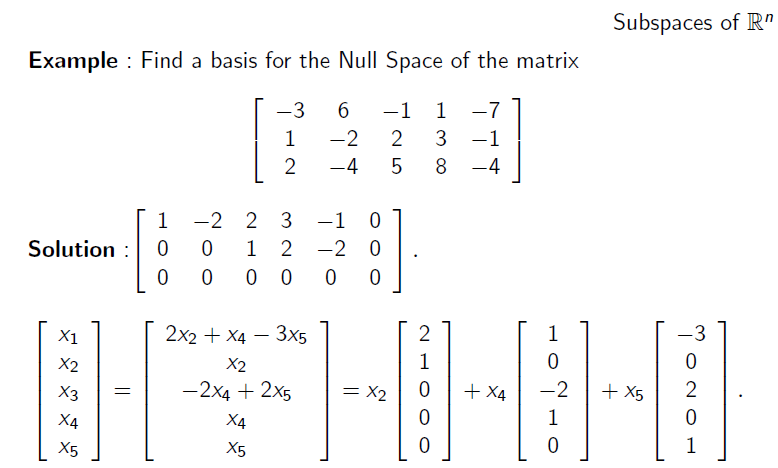 Subspaces of ℝⁿ
Example : Find a basis for the Null Space of the matrix
[ −3 6 −1 1 −7 ]
[ 1 −2 2 3 −1 ]
[ 2 −4 5 8 −4 ]
Solution : [ 1 −2 2 3 −1 0 ]
[ 0 0 1 2 −2 0 ]
[ 0 0 0 0 0 0 ] .
[ x₁ ] [ 2x₂ + x₄ − 3x₅ ] [ 2 ] [ 1 ] [ −3 ]
[ x₂ ] [ x₂ ] [ 1 ] [ 0 ] [ 0 ]
[ x₃ ] = [ −2x₄ + 2x₅ ] = x₂ [ 0 ] + x₄ [ −2 ] + x₅ [ 2 ] .
[ x₄ ] [ x₄ ] [ 0 ] [ 1 ] [ 0 ]
[ x₅ ] [ x₅ ] [ 0 ] [ 0 ] [ 1 ]